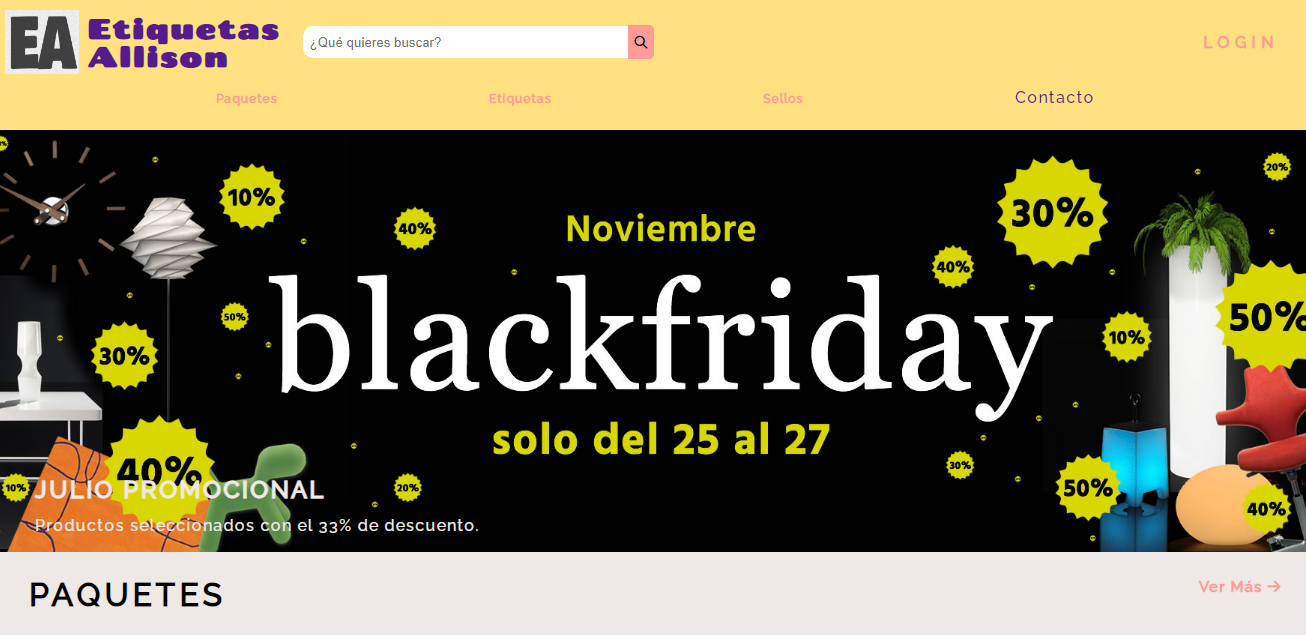 EA
Etiquetas
Allison
¿Qué quieres buscar?
LOGIN
Paquetes
Etiquetas
Sellos
Contacto
10%
40%
30%
20%
Noviembre
40%
50%
blackfriday
50%
30%
10%
solo del 25 al 27
40%
10%
20%
30%
50%
40%
JULIO PROMOCIONAL
Productos seleccionados con el 33% de descuento.
PAQUETES
Ver Más →